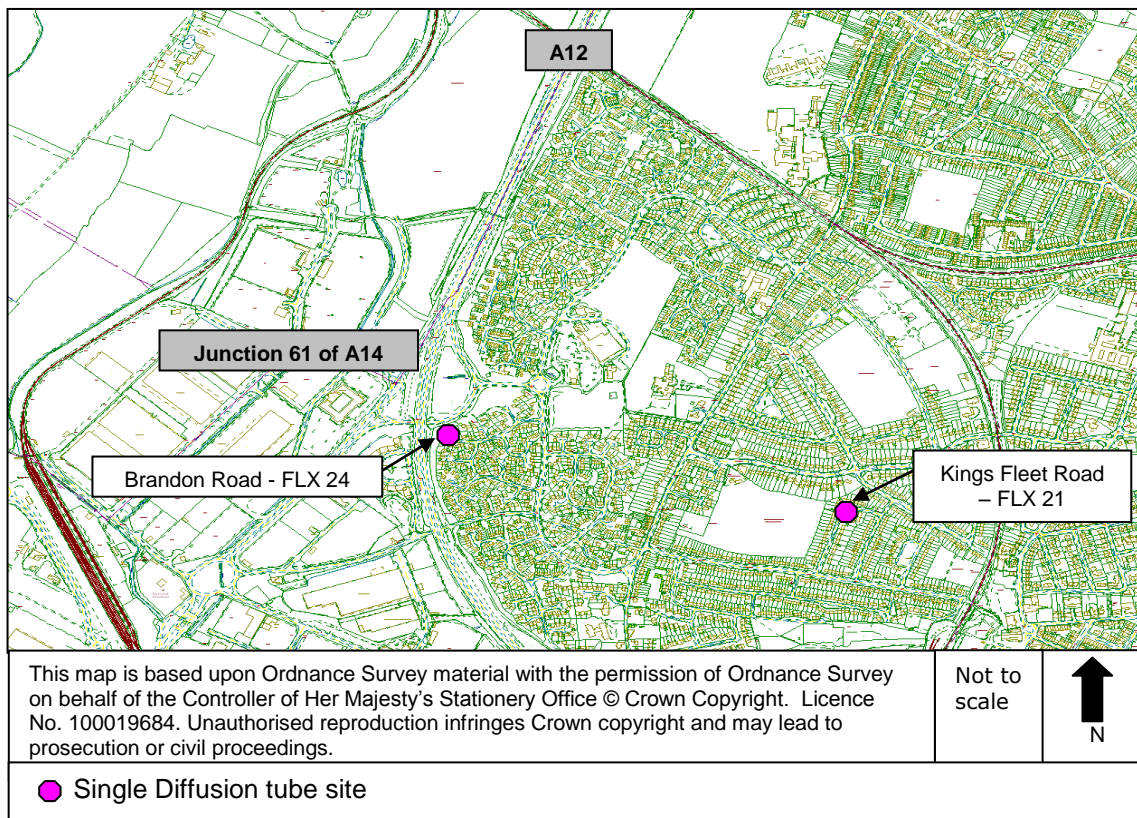 A12
Junction 61 of A14
Brandon Road - FLX 24
Kings Fleet Road
– FLX 21
This map is based upon Ordnance Survey material with the permission of Ordnance Survey
on behalf of the Controller of Her Majesty's Stationery Office © Crown Copyright. Licence
No. 100019684. Unauthorised reproduction infringes Crown copyright and may lead to
prosecution or civil proceedings.
Not to
scale
N
Single Diffusion tube site